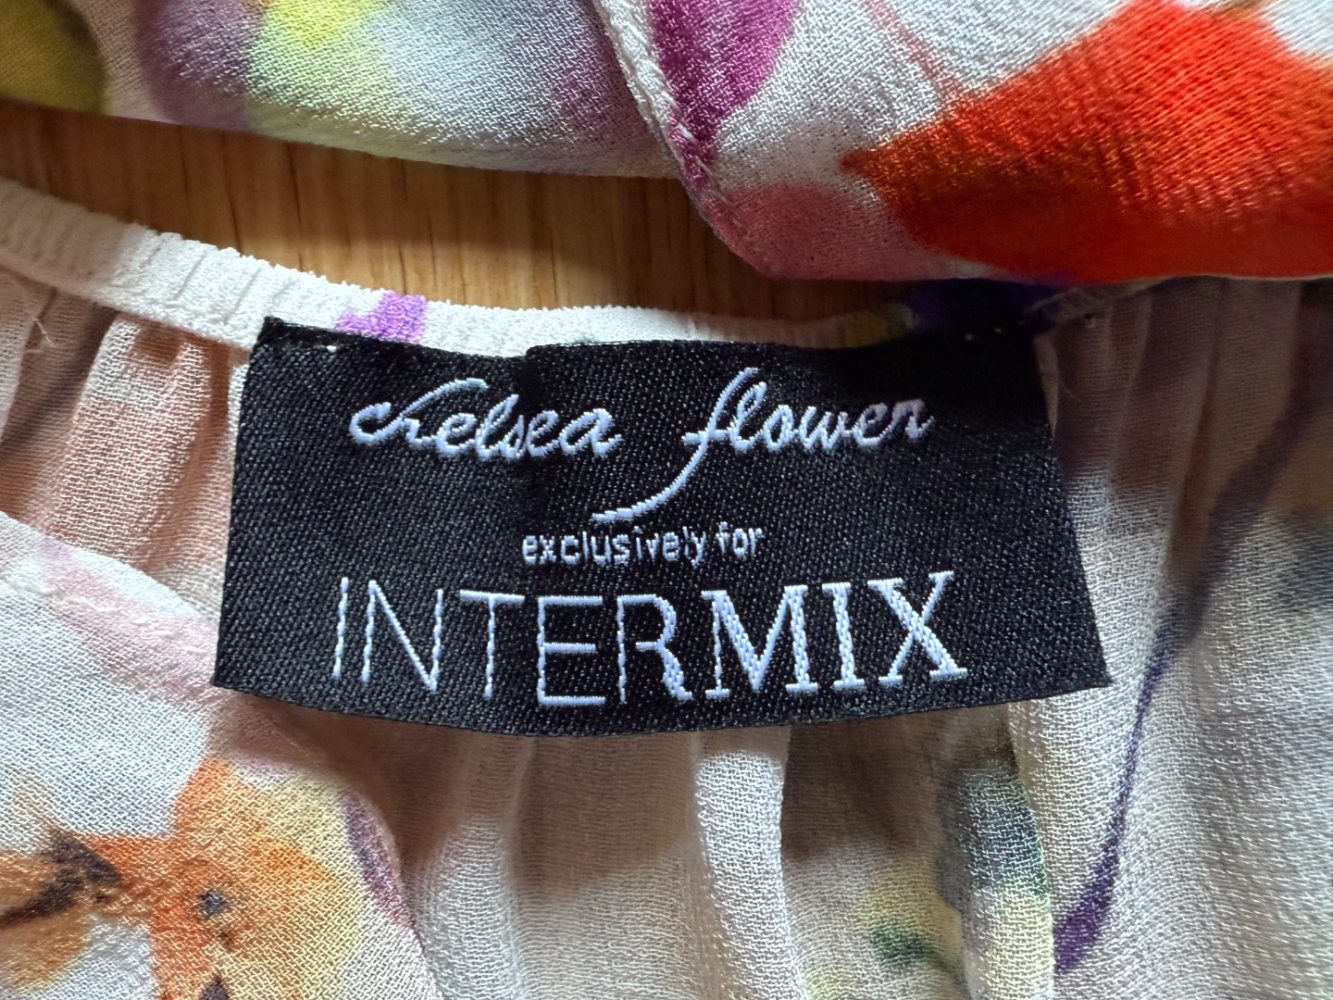 chelsea flower
exclusively for
INTERMIX